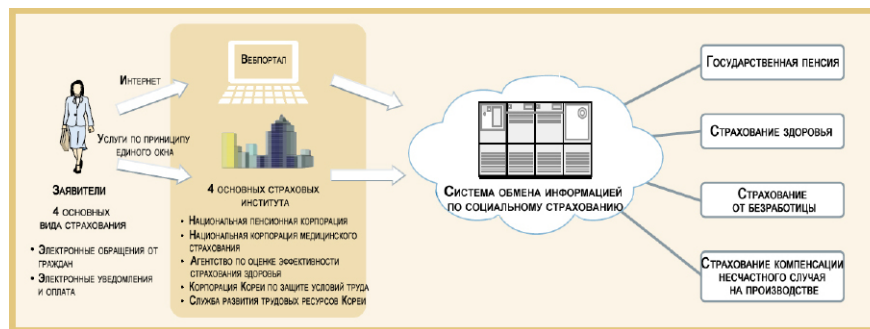 Интернет
Услуги по приниципу
единого окна
Заявители
4 основных
вида страхования
• Электронные обращения от
граждан
• Электронные уведомления
и оплата
Вебпортал
4 основных страховых
института
• Национальная пенсионная корпорация
• Национальная корпорация медицинского
страхования
• Агентство по оценке эффективности
страхования здоровья
• Корпорация Кореи по защите условий труда
• Служба развития трудовых ресурсов Кореи
Система обмена информацией
по социальному страхованию
Государственная пенсия
Страхование здоровья
Страхование
от безработицы
Страхование компенсации
несчастного случая
на производстве